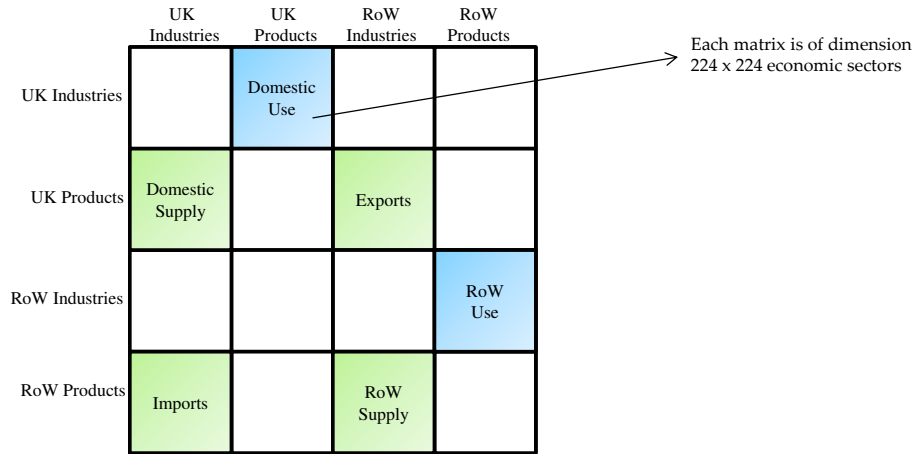 UK
Industries
UK
Products
RoW
Industries
RoW
Products
Each matrix is of dimension
224 x 224 economic sectors
UK Industries
Domestic
Use
UK Products
Domestic
Supply
Exports
RoW Industries
RoW
Use
RoW Products
Imports
RoW
Supply